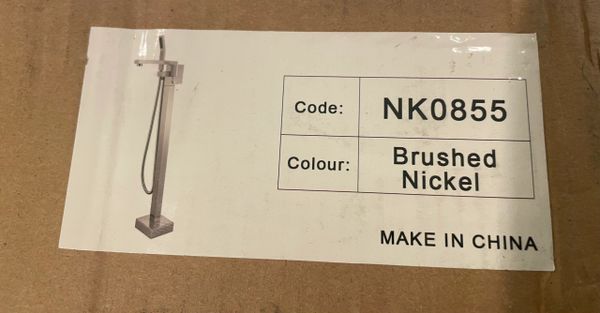 Code: NK0855
Colour: Brushed
Nickel
MAKE IN CHINA